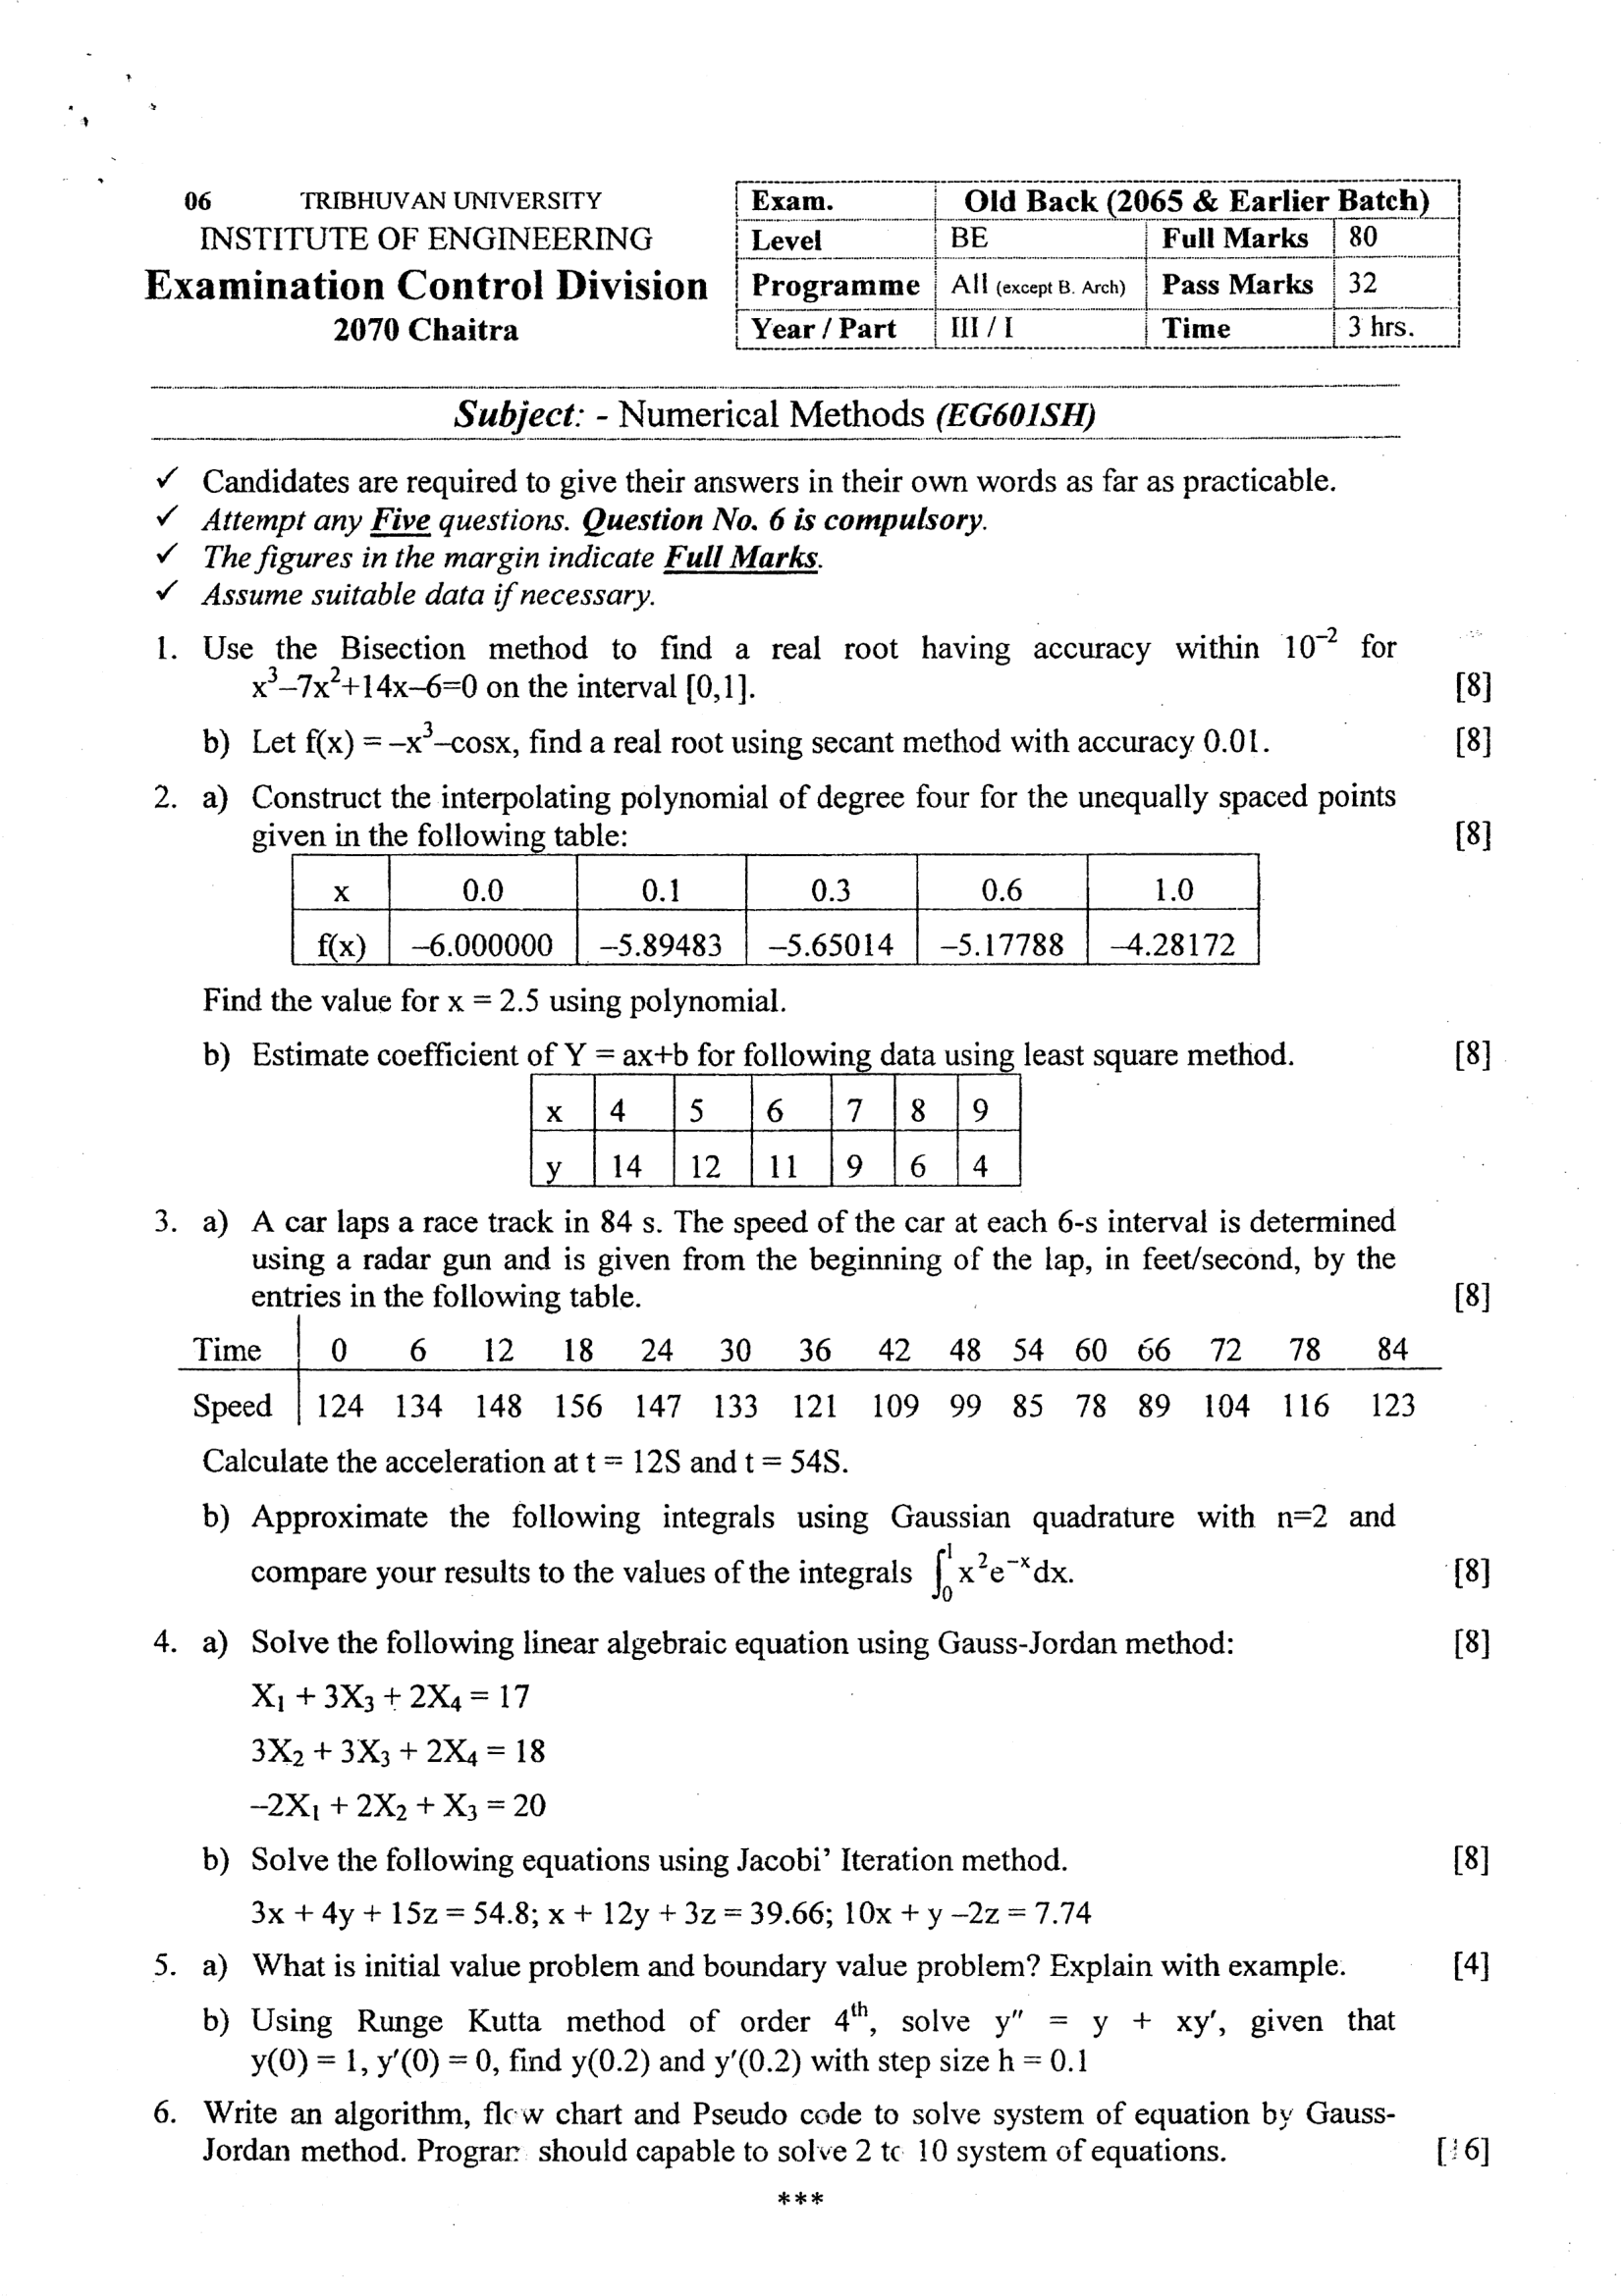 06 TRIBHUVAN UNIVERSITY
INSTITUTE OF ENGINEERING
Examination Control Division
2070 Chaitra
Exam. Old Back (2065 & Earlier Batch)
Level BE Full Marks 80
Programme All (except B. Arch) Pass Marks 32
Year / Part III / I Time 3 hrs.
Subject: - Numerical Methods (EG601SH)
✓ Candidates are required to give their answers in their own words as far as practicable.
✓ Attempt any Five questions. Question No. 6 is compulsory.
✓ The figures in the margin indicate Full Marks.
✓ Assume suitable data if necessary.
1. Use the Bisection method to find a real root having accuracy within 10⁻² for
x³–7x²+14x–6=0 on the interval [0,1]. [8]
b) Let f(x) = –x³–cosx, find a real root using secant method with accuracy 0.01. [8]
2. a) Construct the interpolating polynomial of degree four for the unequally spaced points
given in the following table: [8]
x 0.0 0.1 0.3 0.6 1.0
f(x) –6.000000 –5.89483 –5.65014 –5.17788 –4.28172
Find the value for x = 2.5 using polynomial.
b) Estimate coefficient of Y = ax+b for following data using least square method. [8]
x 4 5 6 7 8 9
y 14 12 11 9 6 4
3. a) A car laps a race track in 84 s. The speed of the car at each 6-s interval is determined
using a radar gun and is given from the beginning of the lap, in feet/second, by the
entries in the following table. [8]
Time 0 6 12 18 24 30 36 42 48 54 60 66 72 78 84
Speed 124 134 148 156 147 133 121 109 99 85 78 89 104 116 123
Calculate the acceleration at t = 12S and t = 54S.
b) Approximate the following integrals using Gaussian quadrature with n=2 and
compare your results to the values of the integrals ∫₀¹ x²e⁻ˣdx. [8]
4. a) Solve the following linear algebraic equation using Gauss-Jordan method: [8]
X₁ + 3X₃ + 2X₄ = 17
3X₂ + 3X₃ + 2X₄ = 18
–2X₁ + 2X₂ + X₃ = 20
b) Solve the following equations using Jacobi' Iteration method. [8]
3x + 4y + 15z = 54.8; x + 12y + 3z = 39.66; 10x + y –2z = 7.74
5. a) What is initial value problem and boundary value problem? Explain with example. [4]
b) Using Runge Kutta method of order 4ᵗʰ, solve y″ = y + xy′, given that
y(0) = 1, y′(0) = 0, find y(0.2) and y′(0.2) with step size h = 0.1
6. Write an algorithm, flow chart and Pseudo code to solve system of equation by Gauss-
Jordan method. Program should capable to solve 2 to 10 system of equations. [16]
***